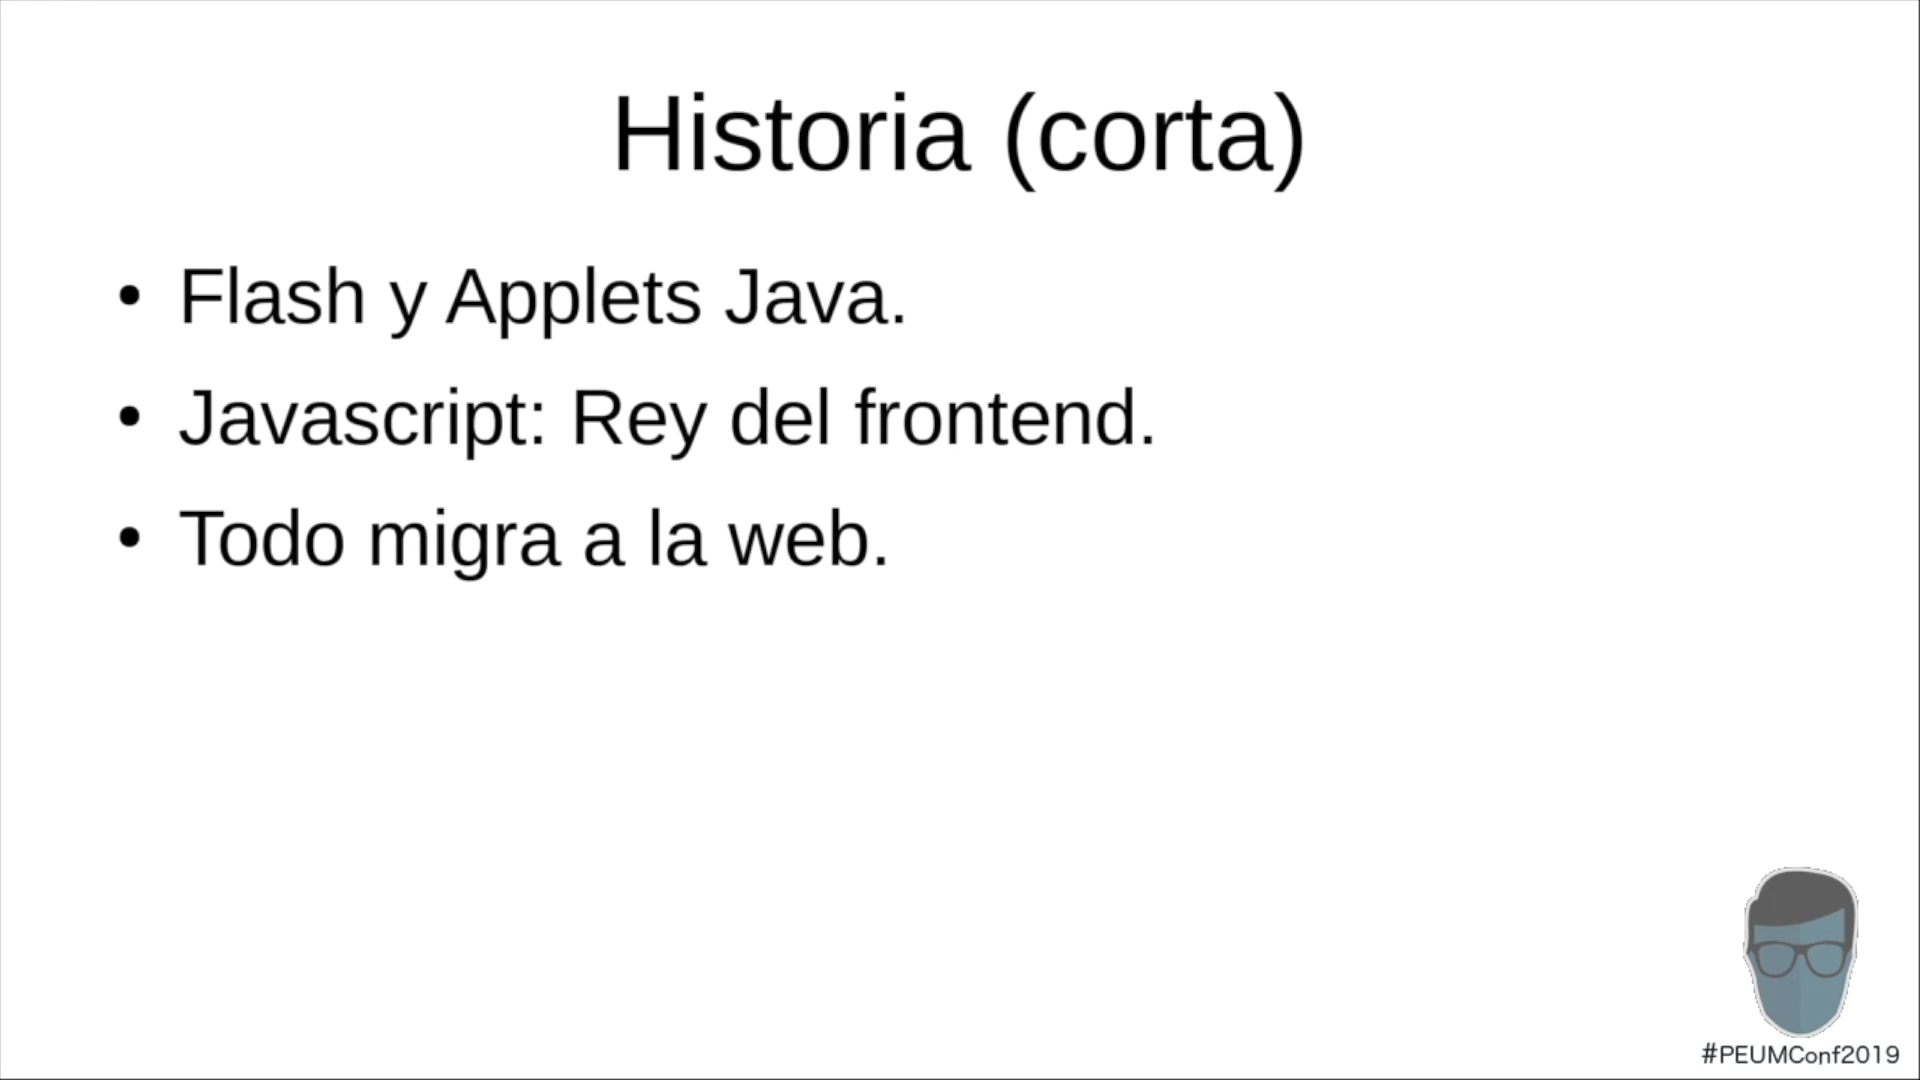 Historia (corta)
• Flash y Applets Java.
• Javascript: Rey del frontend.
• Todo migra a la web.
#PEUMConf2019